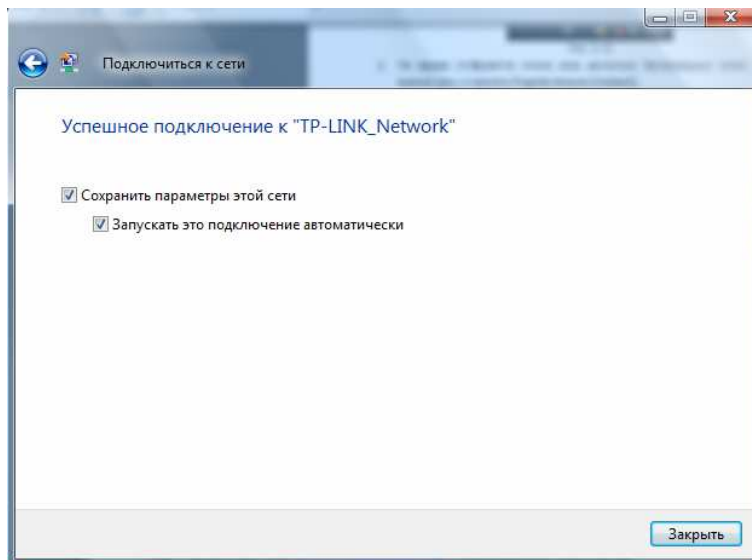 Подключиться к сети
Успешное подключение к "TP-LINK_Network"
Сохранить параметры этой сети
Запускать это подключение автоматически
Закрыть